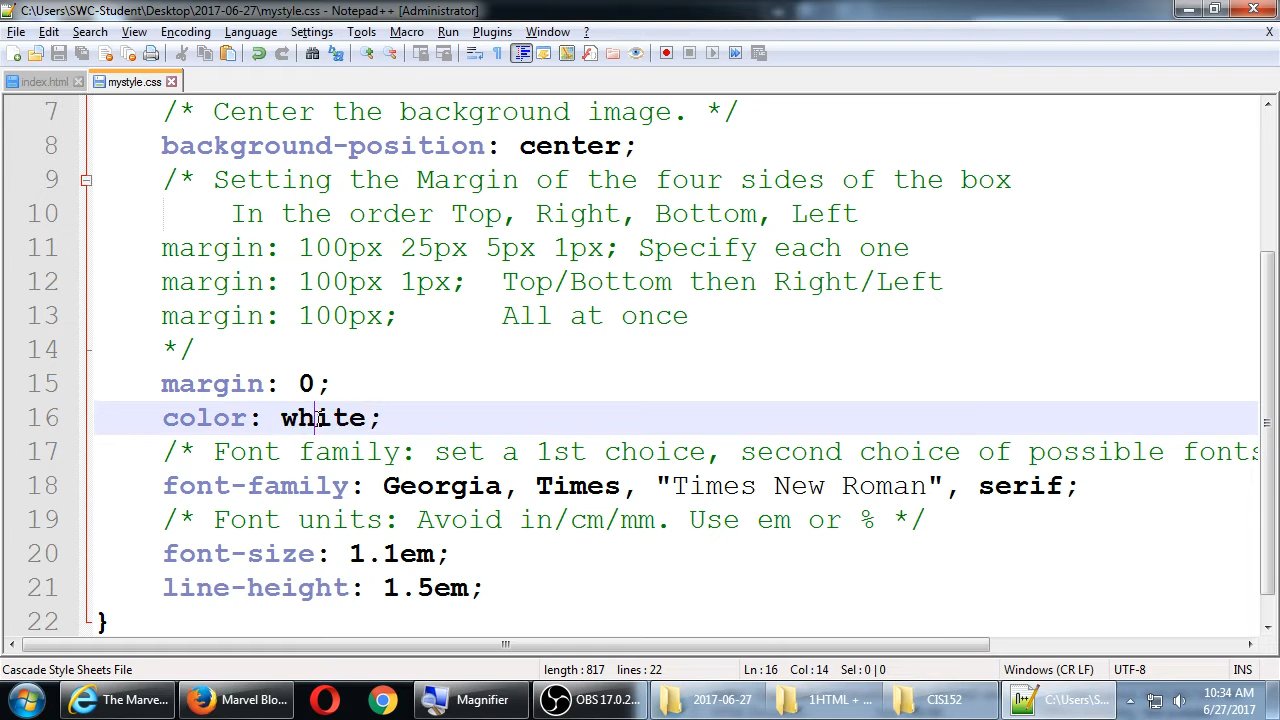 C:\Users\SWC-Student\Desktop\2017-06-27\mystyle.css - Notepad++ [Administrator]
File Edit Search View Encoding Language Settings Tools Macro Run Plugins Window ? X
index.html mystyle.css
7 /* Center the background image. */
8 background-position: center;
9 /* Setting the Margin of the four sides of the box
10 In the order Top, Right, Bottom, Left
11 margin: 100px 25px 5px 1px; Specify each one
12 margin: 100px 1px; Top/Bottom then Right/Left
13 margin: 100px; All at once
14 */
15 margin: 0;
16 color: white;
17 /* Font family: set a 1st choice, second choice of possible fonts
18 font-family: Georgia, Times, "Times New Roman", serif;
19 /* Font units: Avoid in/cm/mm. Use em or % */
20 font-size: 1.1em;
21 line-height: 1.5em;
22 }
Cascade Style Sheets File length : 817 lines : 22 Ln : 16 Col : 14 Sel : 0 | 0 Windows (CR LF) UTF-8 INS
The Marve... Marvel Blo... Magnifier OBS 17.0.2... 2017-06-27 1HTML + ... CIS152 C:\Users\S... 10:34 AM
6/27/2017